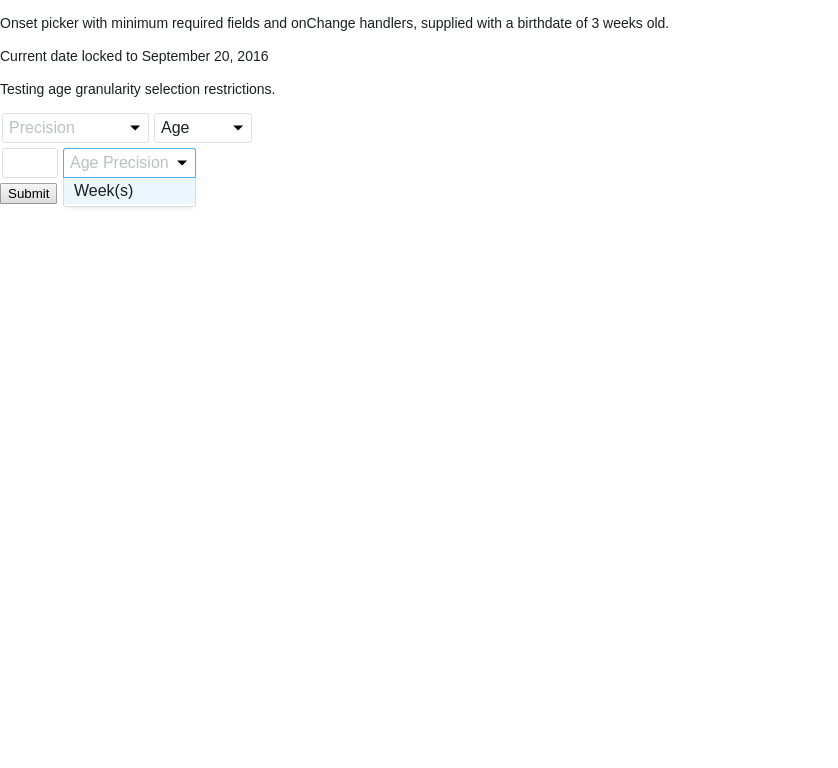 Onset picker with minimum required fields and onChange handlers, supplied with a birthdate of 3 weeks old.
Current date locked to September 20, 2016
Testing age granularity selection restrictions.
Precision Age
Age Precision
Week(s)
Submit